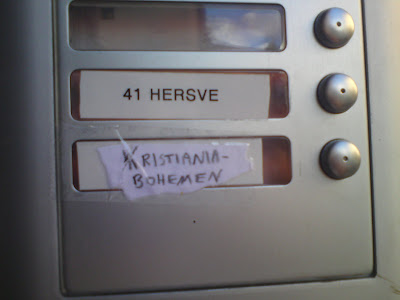 41 HERSVE
KRISTIANIA-
BOHEMEN